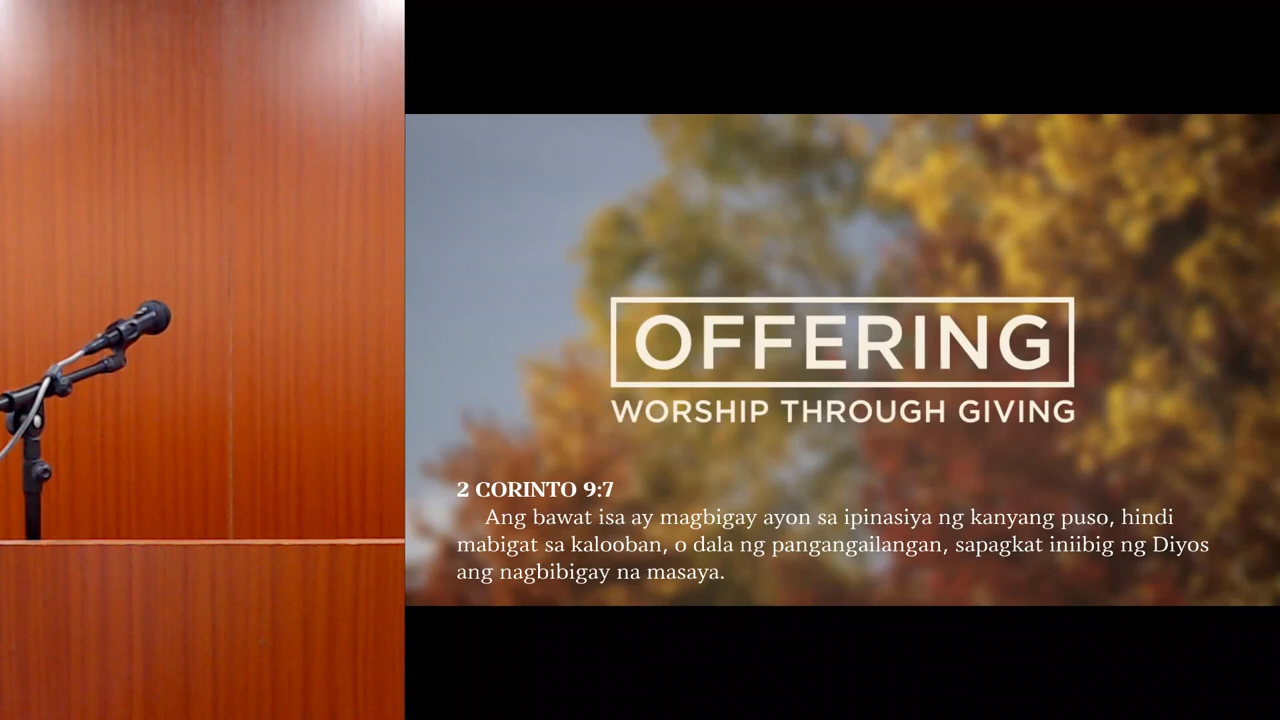 OFFERING
WORSHIP THROUGH GIVING
2 CORINTO 9:7
Ang bawat isa ay magbigay ayon sa ipinasiya ng kanyang puso, hindi
mabigat sa kalooban, o dala ng pangangailangan, sapagkat iniibig ng Diyos
ang nagbibigay na masaya.